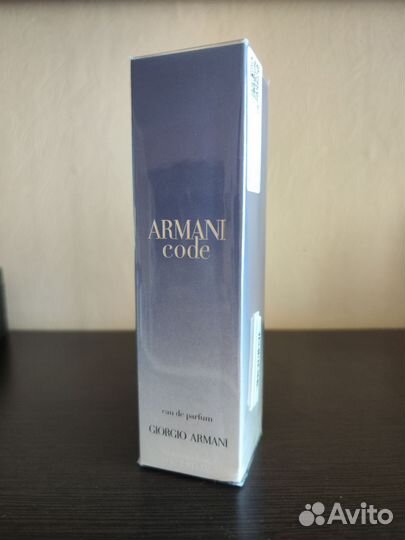 ARMANI
code
eau de parfum
GIORGIO ARMANI
Avito